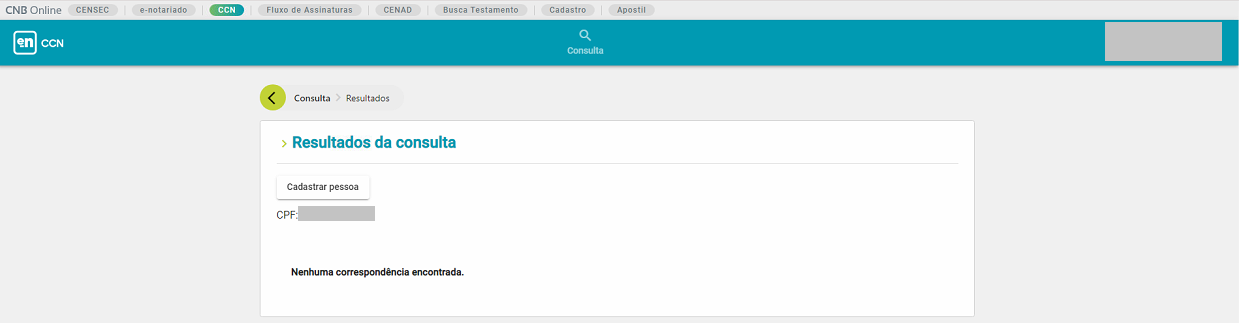 CNB Online CENSEC e-notariado CCN Fluxo de Assinaturas CENAD Busca Testamento Cadastro Apostil
en CCN
Consulta
Consulta Resultados
Resultados da consulta
Cadastrar pessoa
CPF:
Nenhuma correspondência encontrada.